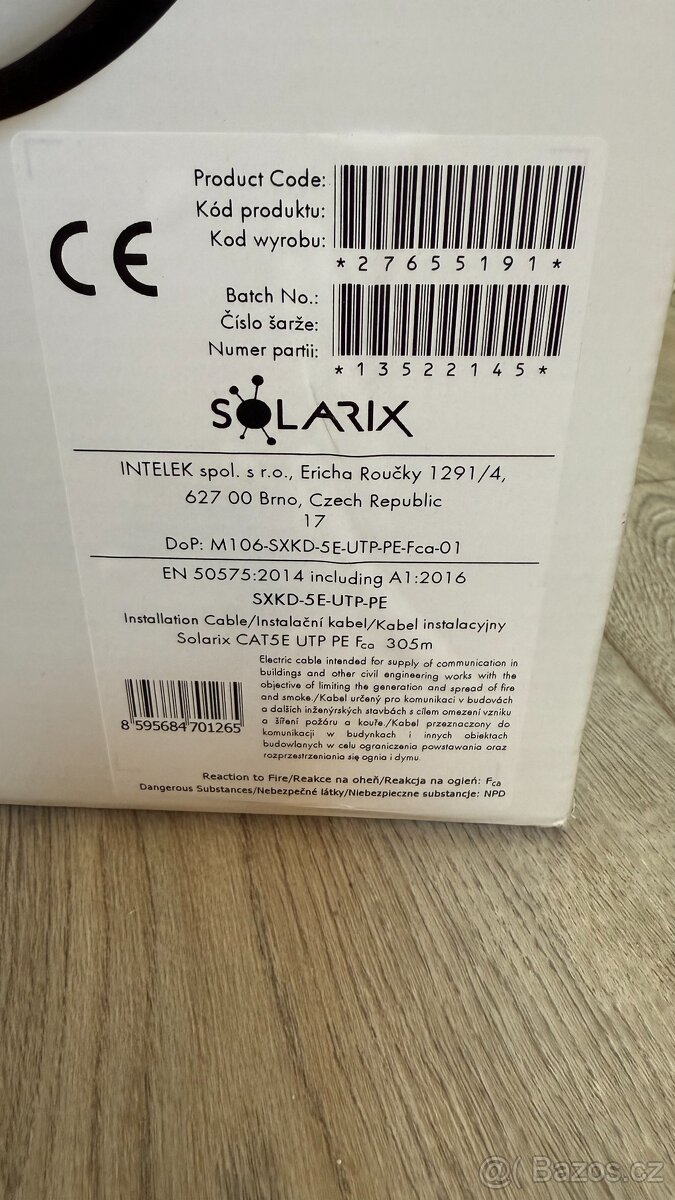 Product Code:
Kód produktu:
Kod wyrobu:
*27655191*
CE
Batch No.:
Číslo šarže:
Numer partii:
*13522145*
SOLARIX
INTELEK spol. s r.o., Ericha Roučky 1291/4,
627 00 Brno, Czech Republic
17
DoP: M106-SXKD-5E-UTP-PE-Fca-01
EN 50575:2014 including A1:2016
SXKD-5E-UTP-PE
Installation Cable/Instalační kabel/Kabel instalacyjny
Solarix CAT5E UTP PE Fca 305m
Electric cable intended for supply of communication in
buildings and other civil engineering works with the
objective of limiting the generation and spread of fire
and smoke./Kabel určený pro komunikaci v budovách
a dalších inženýrských stavbách s cílem omezení vzniku
a šíření požáru a kouře./Kabel przeznaczony do
komunikacji w budynkach i innych obiektach
budowlanych w celu ograniczenia powstawania oraz
rozprzestrzeniania się ognia i dymu.
8 595684 701265
Reaction to Fire/Reakce na oheň/Reakcja na ogień: Fca
Dangerous Substances/Nebezpečné látky/Niebezpieczne substancje: NPD
@ Bazos.cz